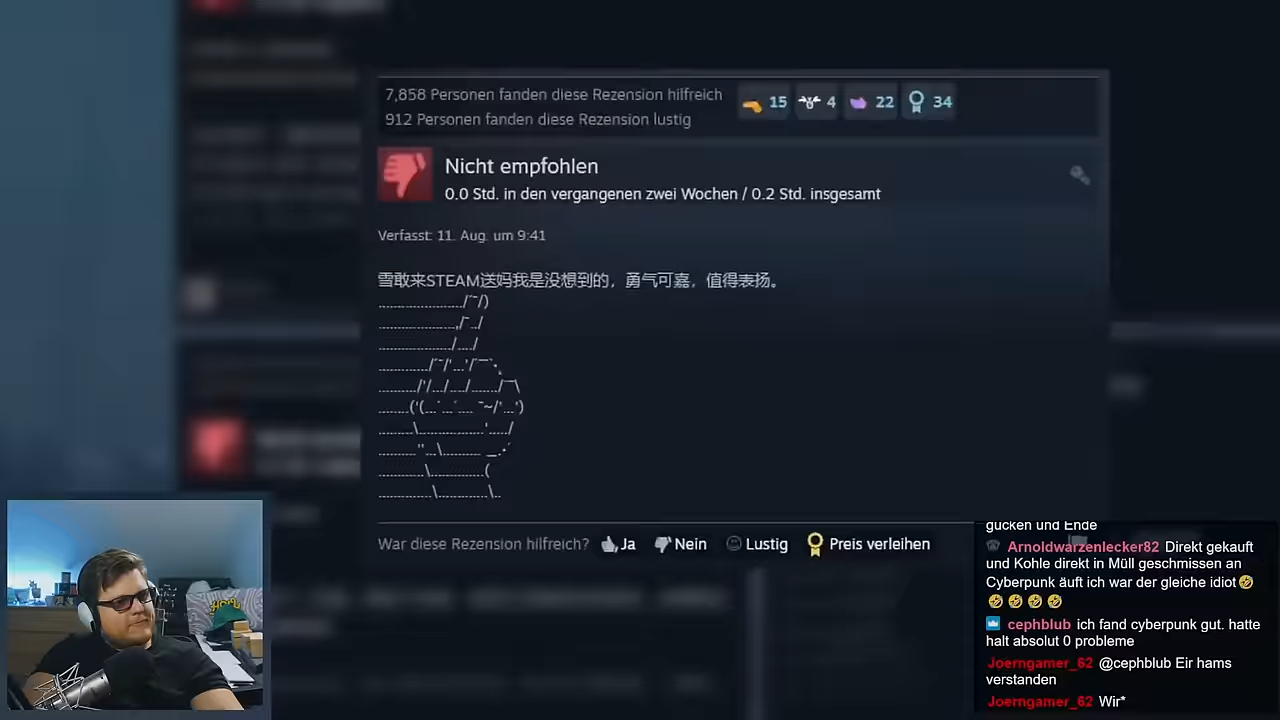 7,858 Personen fanden diese Rezension hilfreich
912 Personen fanden diese Rezension lustig
15
4
22
34
Nicht empfohlen
0.0 Std. in den vergangenen zwei Wochen / 0.2 Std. insgesamt
Verfasst: 11. Aug. um 9:41
雪敢来STEAM送妈我是没想到的，勇气可嘉，值得表扬。
War diese Rezension hilfreich? Ja Nein Lustig Preis verleihen
gucken und Ende
Arnoldwarzenlecker82 Direkt gekauft
und Kohle direkt in Müll geschmissen an
Cyberpunk äuft ich war der gleiche idiot🤣
🤣🤣🤣🤣
cephblub ich fand cyberpunk gut. hatte
halt absolut 0 probleme
Joerngamer_62 @cephblub Eir hams
verstanden
Joerngamer_62 Wir*